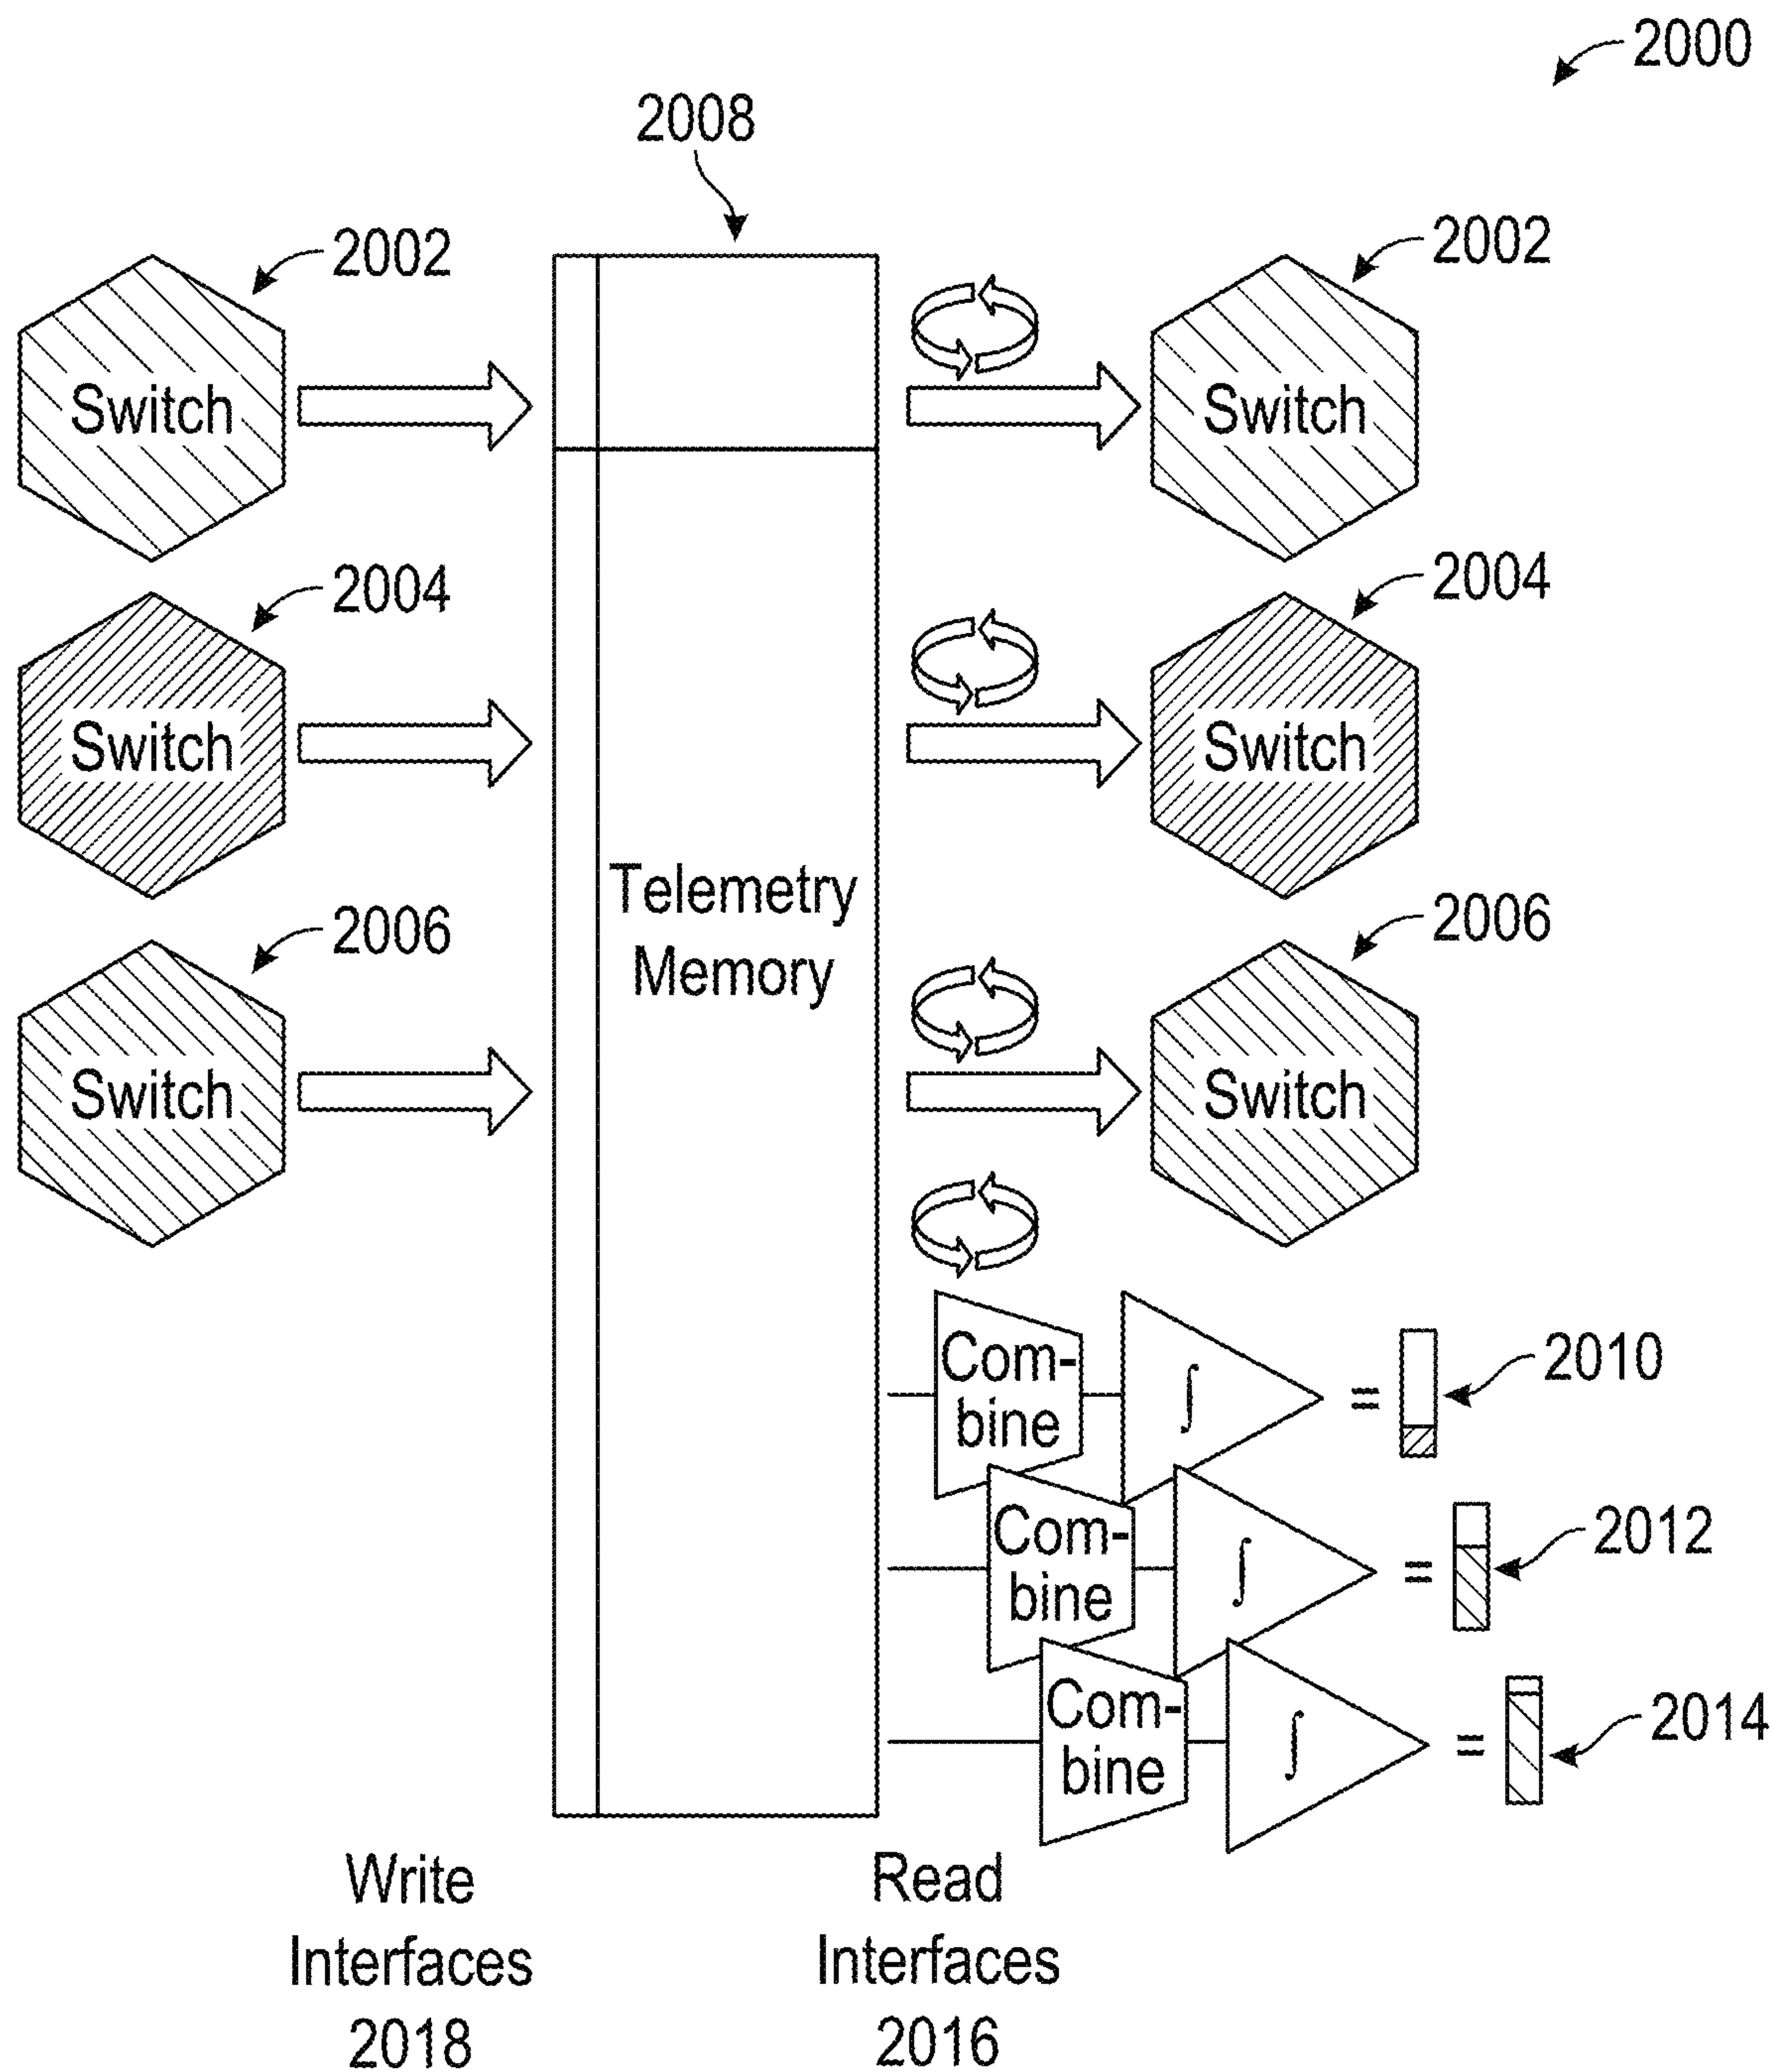 2000
2008
2002
2002
Switch
Switch
2004
2004
Switch
Switch
Telemetry
Memory
2006
2006
Switch
Switch
Com-
bine
∫
=
2010
Com-
bine
∫
=
2012
Com-
bine
∫
=
2014
Write
Interfaces
2018
Read
Interfaces
2016